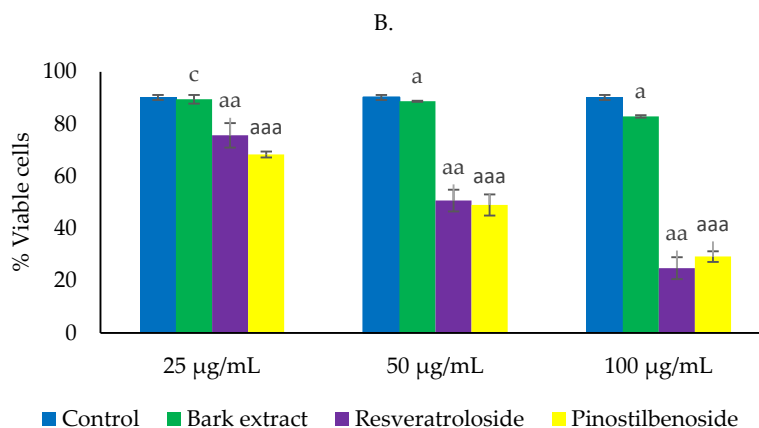 B.
% Viable cells
100
80
60
40
20
0
c
aa
aaa
a
aa
aaa
a
aa
aaa
25 µg/mL
50 µg/mL
100 µg/mL
Control
Bark extract
Resveratroloside
Pinostilbenoside